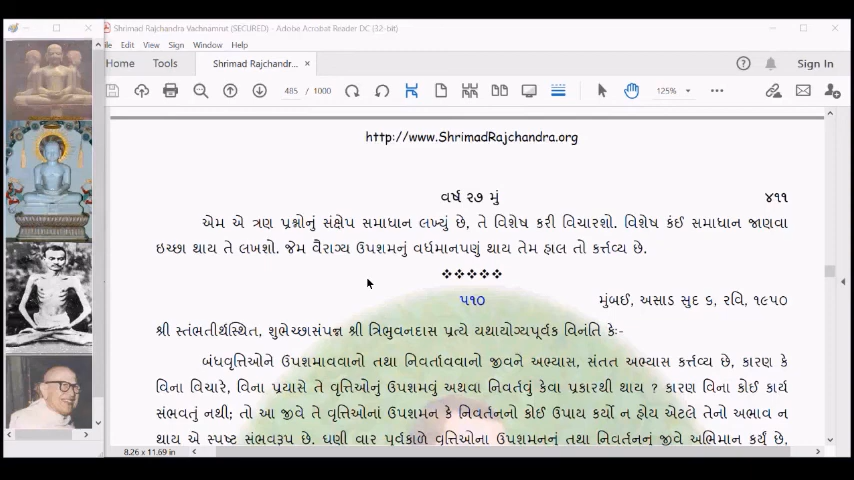 Shrimad Rajchandra Vachnamrut (SECURED) - Adobe Acrobat Reader DC (32-bit)
File Edit View Sign Window Help
Home Tools Shrimad Rajchandr... × Sign In
485 / 1000 125%
http://www.ShrimadRajchandra.org
વર્ષ ૨૭ મું ૪૧૧
એમ એ ત્રણ પ્રશ્નોનું સંક્ષેપ સમાધાન લખ્યું છે, તે વિશેષ કરી વિચારશો. વિશેષ કંઈ સમાધાન જાણવા
ઇચ્છા થાય તે લખશો. જેમ વૈરાગ્ય ઉપશમનું વર્ધમાનપણું થાય તેમ હાલ તો કર્ત્તવ્ય છે.
૫૧૦ મુંબઈ, અસાડ સુદ ૬, રવિ, ૧૯૫૦
શ્રી સ્તંભતીર્થસ્થિત, શુભેચ્છાસંપન્ન શ્રી ત્રિભુવનદાસ પ્રત્યે યથાયોગ્યપૂર્વક વિનંતિ કેઃ-
બંધવૃત્તિઓને ઉપશમાવવાનો તથા નિવર્તાવવાનો જીવને અભ્યાસ, સંતત અભ્યાસ કર્ત્તવ્ય છે, કારણ કે
વિના વિચારે, વિના પ્રયાસે તે વૃત્તિઓનું ઉપશમવું અથવા નિવર્તવું કેવા પ્રકારથી થાય ? કારણ વિના કોઈ કાર્ય
સંભવતું નથી; તો આ જીવે તે વૃત્તિઓનાં ઉપશમન કે નિવર્તનનો કોઈ ઉપાય કર્યો ન હોય એટલે તેનો અભાવ ન
થાય એ સ્પષ્ટ સંભવરૂપ છે. ઘણી વાર પૂર્વકાળે વૃત્તિઓના ઉપશમનનું તથા નિવર્તનનું જીવે અભિમાન કર્યું છે,
8.26 x 11.69 in